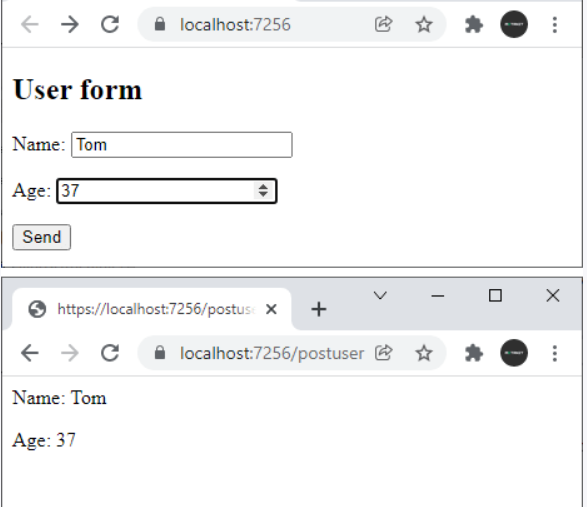 localhost:7256
User form
Name: Tom
Age: 37
Send
https://localhost:7256/postuse
localhost:7256/postuser
Name: Tom
Age: 37